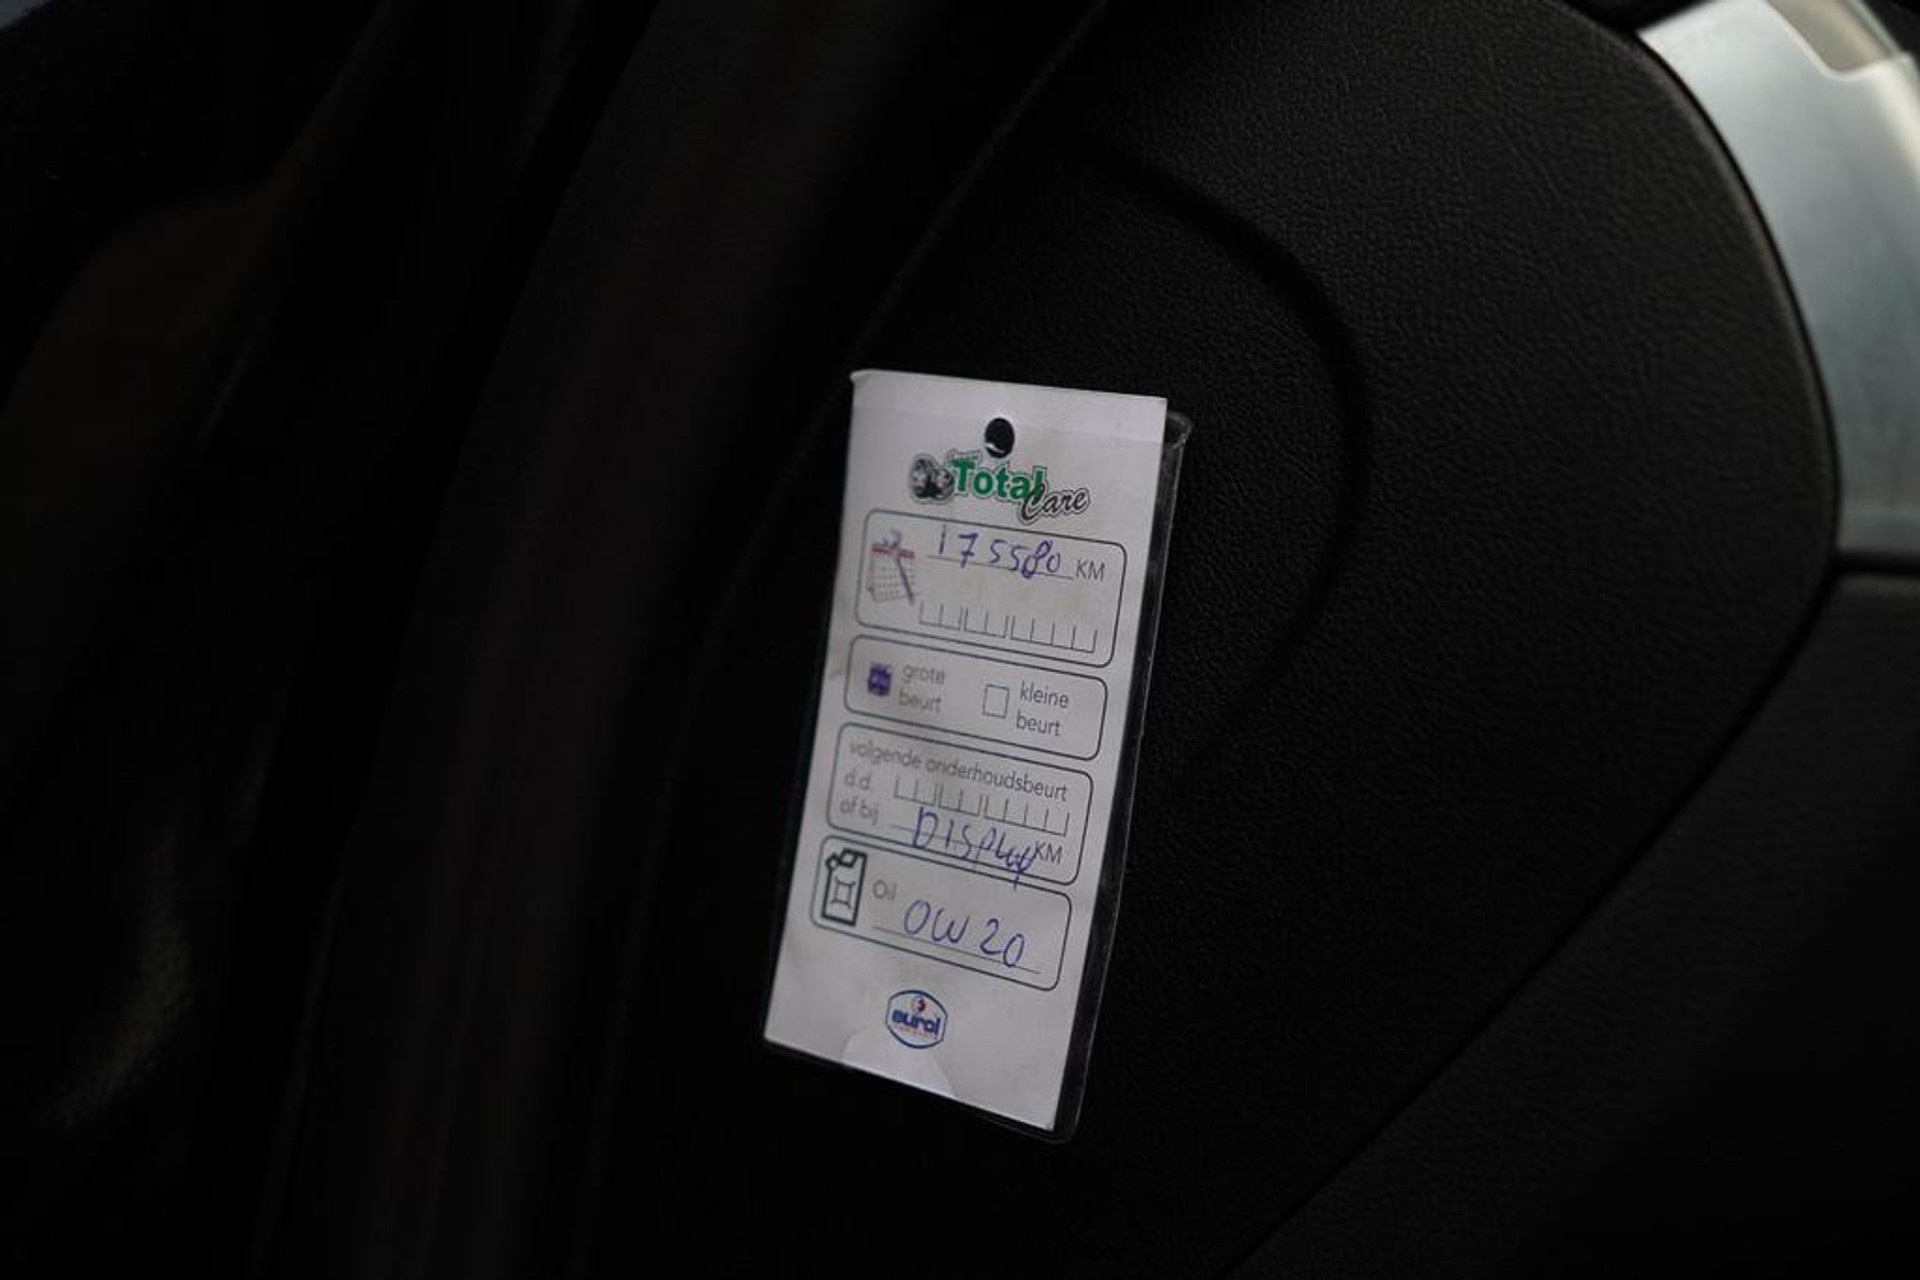 Total Care
175580 KM
grote beurt
kleine beurt
volgende onderhoudsbeurt
d.d.
of bij DISPLAY KM
Oil 0W20
eurol